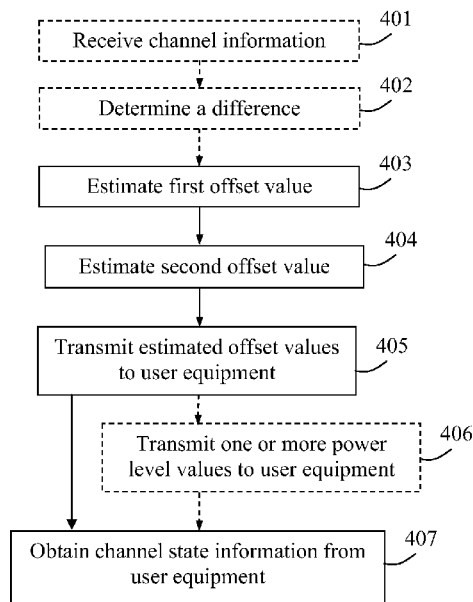 401
Receive channel information
402
Determine a difference
403
Estimate first offset value
404
Estimate second offset value
Transmit estimated offset values
to user equipment
405
406
Transmit one or more power
level values to user equipment
Obtain channel state information from
user equipment
407